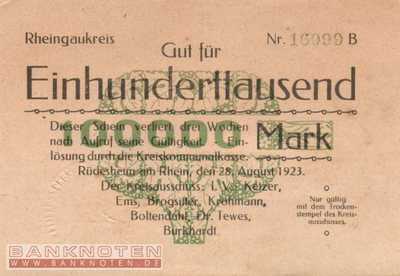 Rheingaukreis
Nr. 16099 B
Gut für
Einhunderttausend
100000 Mark
Dieser Schein verliert drei Wochen
nach Aufruf seine Gültigkeit. Ein-
lösung durch die Kreiskommunalkasse.
Rüdesheim am Rhein, den 28. August 1923.
Der Kreisausschuss: I. V. Kelzer,
Ems, Brogsitter, Krahmann,
Boltendahl, Dr. Tewes,
Burkhardt.
Nur gültig
mit dem Trocken-
stempel des Kreis-
ausschusses.
BANKNOTEN
WWW.BANKNOTEN.DE